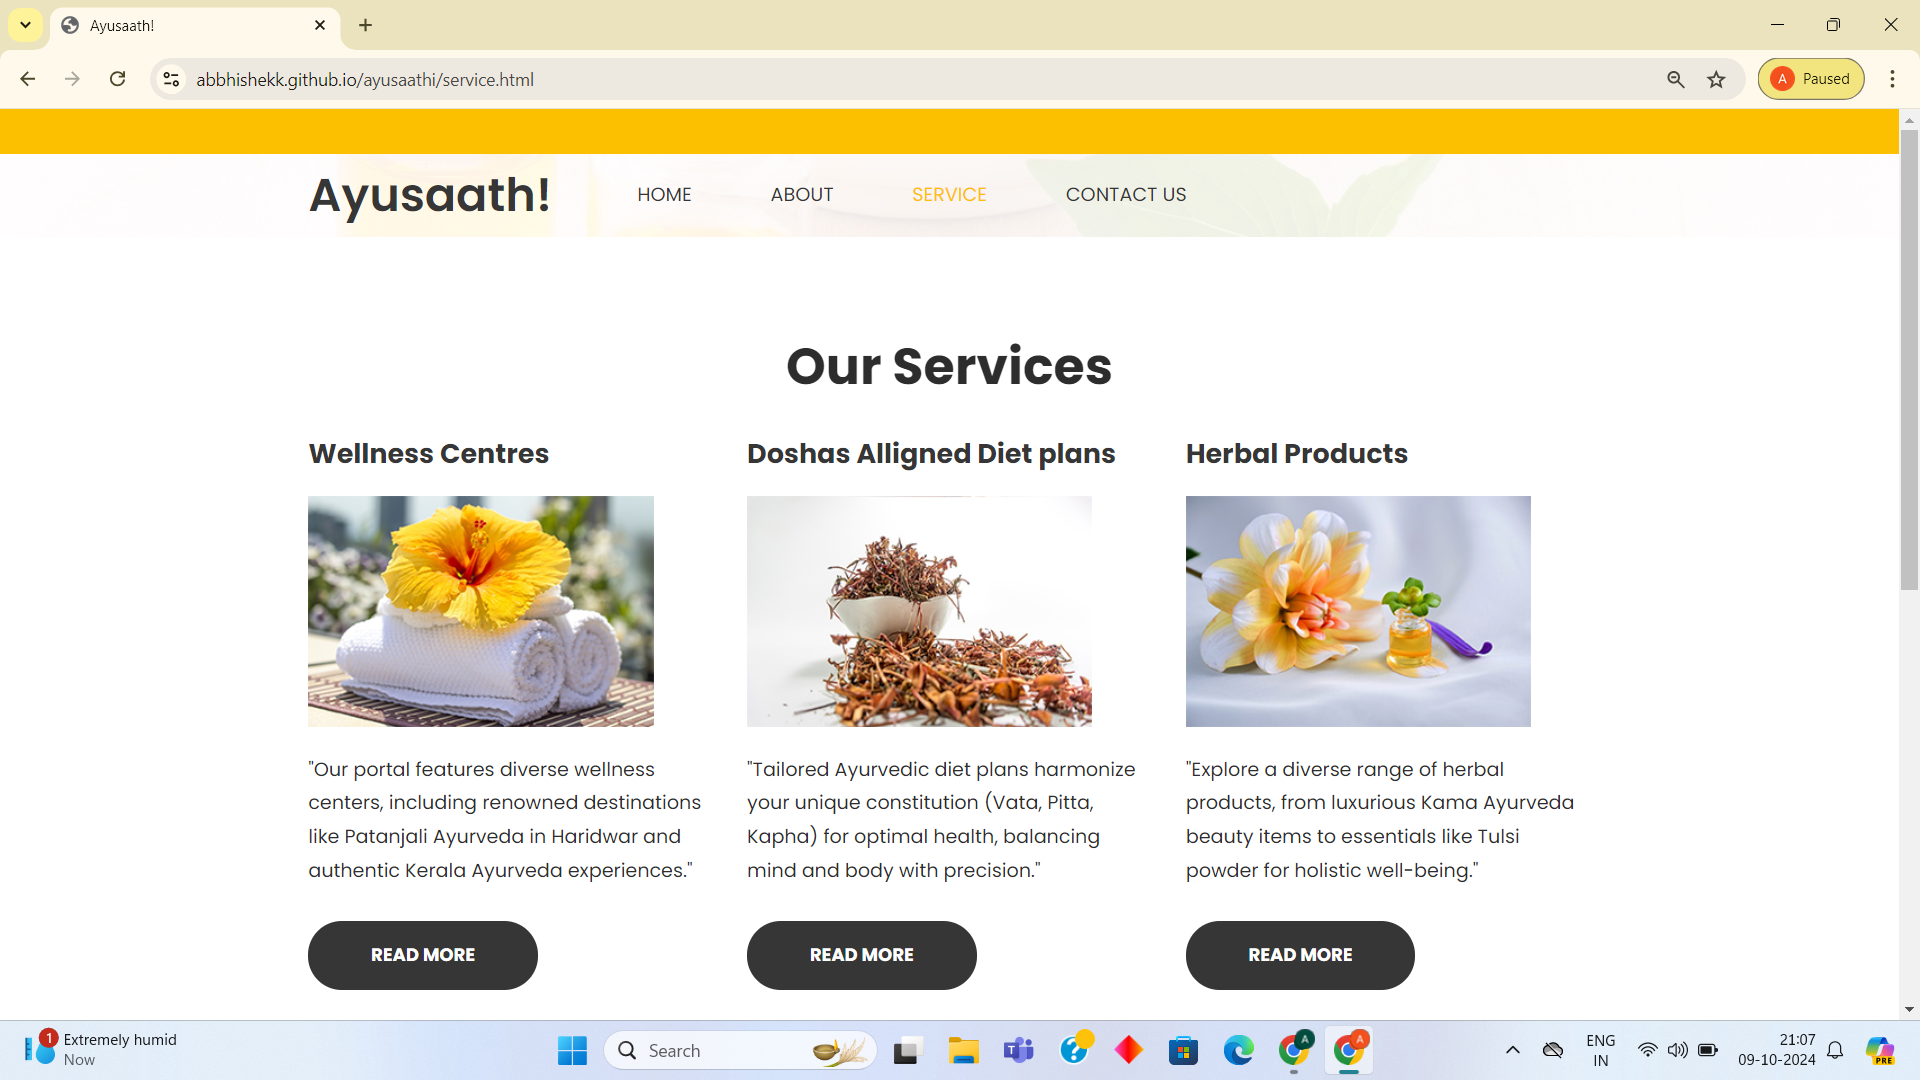 Ayusaath!
abbhishekk.github.io/ayusaathi/service.html
A
Paused
Ayusaath!
HOME
ABOUT
SERVICE
CONTACT US
Our Services
Wellness Centres
"Our portal features diverse wellness
centers, including renowned destinations
like Patanjali Ayurveda in Haridwar and
authentic Kerala Ayurveda experiences."
READ MORE
Doshas Alligned Diet plans
"Tailored Ayurvedic diet plans harmonize
your unique constitution (Vata, Pitta,
Kapha) for optimal health, balancing
mind and body with precision."
READ MORE
Herbal Products
"Explore a diverse range of herbal
products, from luxurious Kama Ayurveda
beauty items to essentials like Tulsi
powder for holistic well-being."
READ MORE
1
Extremely humid
Now
Search
T
?
A
A
ENG
IN
21:07
09-10-2024
PRE